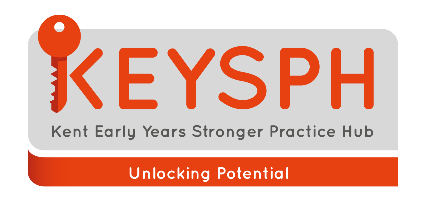 KEYSPH
Kent Early Years Stronger Practice Hub
Unlocking Potential